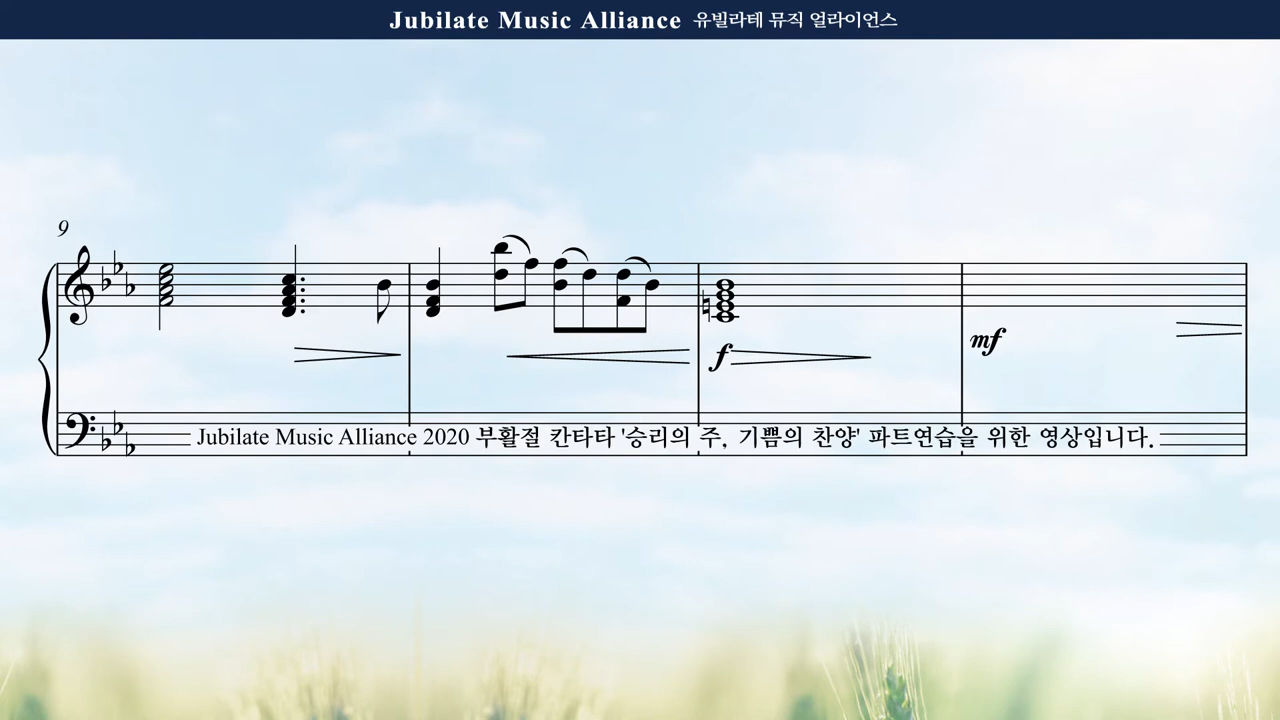 Jubilate Music Alliance 유빌라테 뮤직 얼라이언스
9
f
mf
Jubilate Music Alliance 2020 부활절 칸타타 '승리의 주, 기쁨의 찬양' 파트연습을 위한 영상입니다.